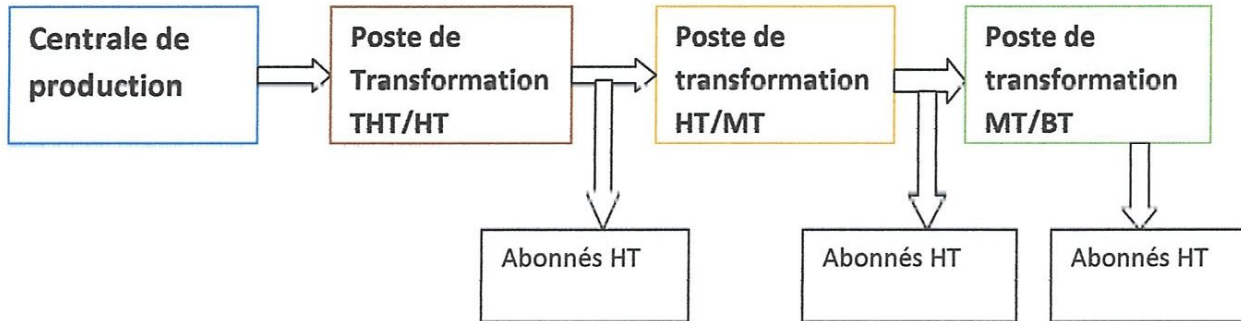 Centrale de
production
Poste de
Transformation
THT/HT
Poste de
transformation
HT/MT
Poste de
transformation
MT/BT
Abonnés HT
Abonnés HT
Abonnés HT